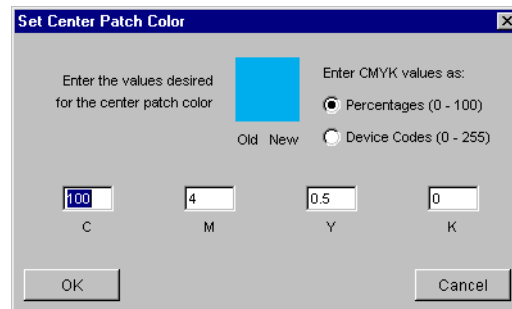 Set Center Patch Color
Enter the values desired
for the center patch color
Old New
Enter CMYK values as:
Percentages (0 - 100)
Device Codes (0 - 255)
100 4 0.5 0
C M Y K
OK Cancel